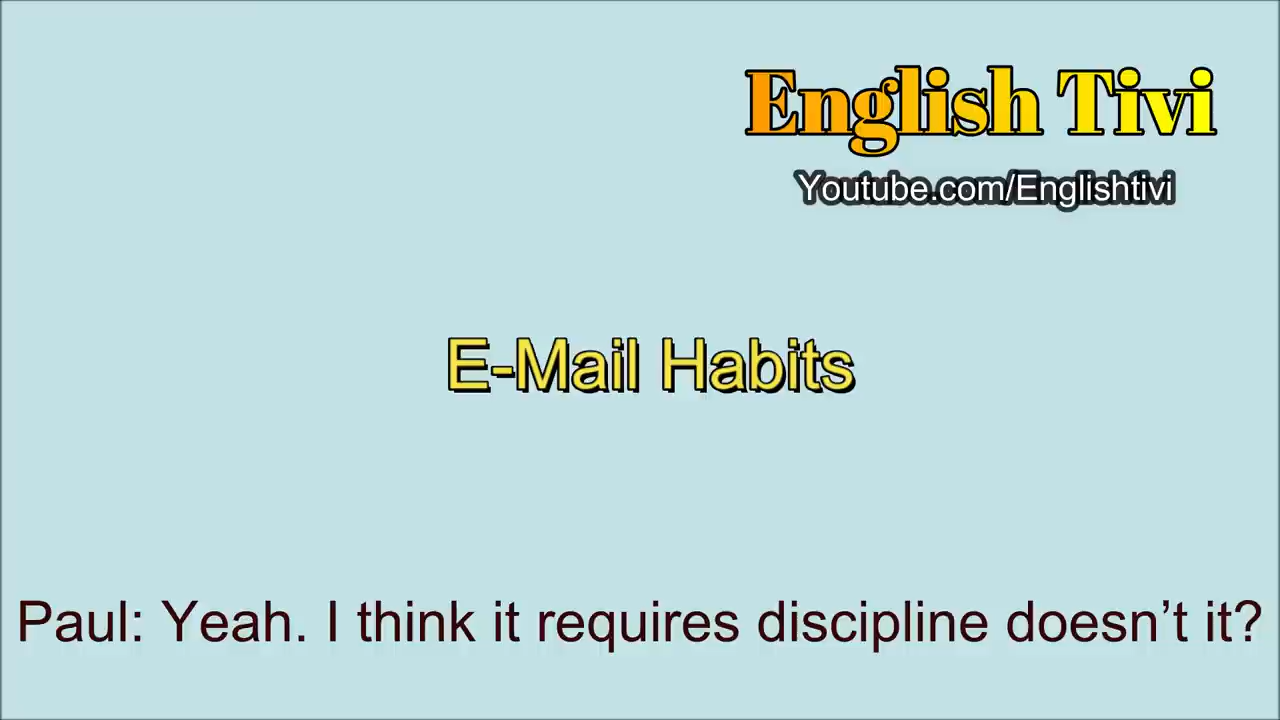 English Tivi
Youtube.com/Englishtivi
E-Mail Habits
Paul: Yeah. I think it requires discipline doesn’t it?